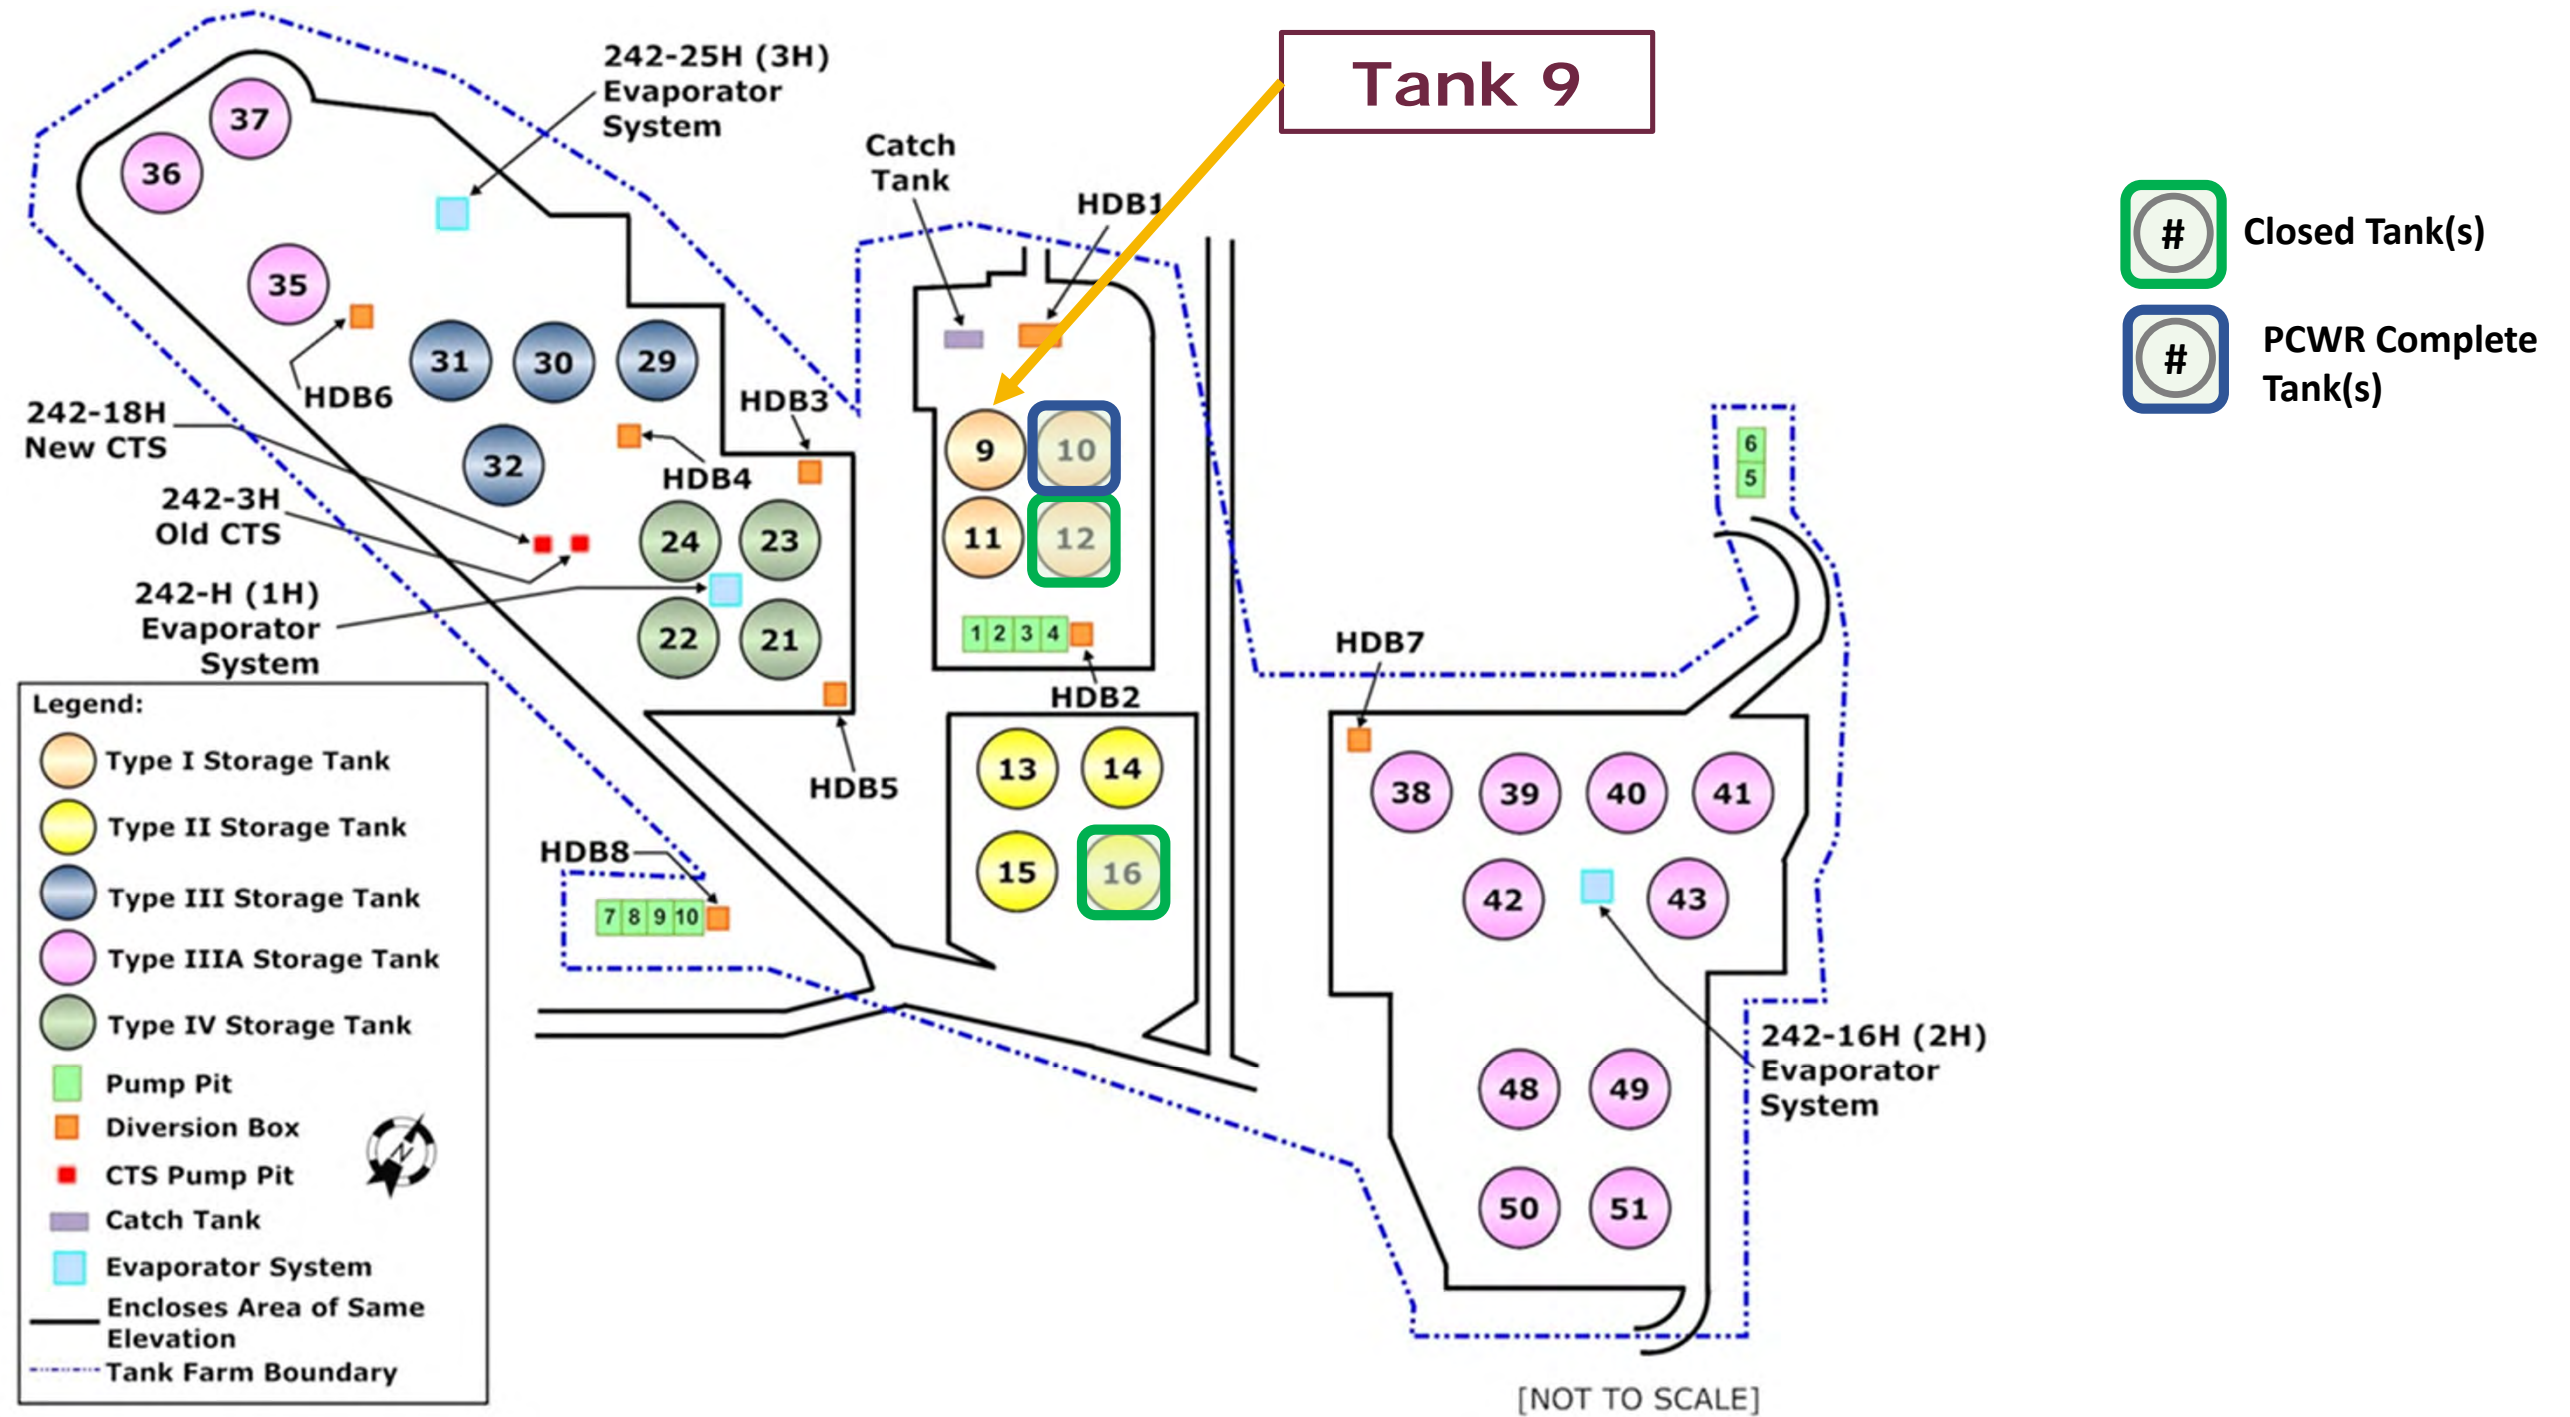 Tank 9
242-25H (3H)
Evaporator
System
37
36
35
Catch
Tank
HDB1
#
Closed Tank(s)
#
PCWR Complete
Tank(s)
HDB6
31
30
29
242-18H
New CTS
32
HDB4
HDB3
242-3H
Old CTS
24
23
242-H (1H)
Evaporator
System
22
21
HDB5
9
10
11
12
1 2 3 4
HDB2
13
14
15
16
HDB8
7 8 9 10
6
5
HDB7
38
39
40
41
42
43
242-16H (2H)
Evaporator
System
48
49
50
51
Legend:
Type I Storage Tank
Type II Storage Tank
Type III Storage Tank
Type IIIA Storage Tank
Type IV Storage Tank
Pump Pit
Diversion Box
CTS Pump Pit
Catch Tank
Evaporator System
Encloses Area of Same
Elevation
Tank Farm Boundary
N
[NOT TO SCALE]